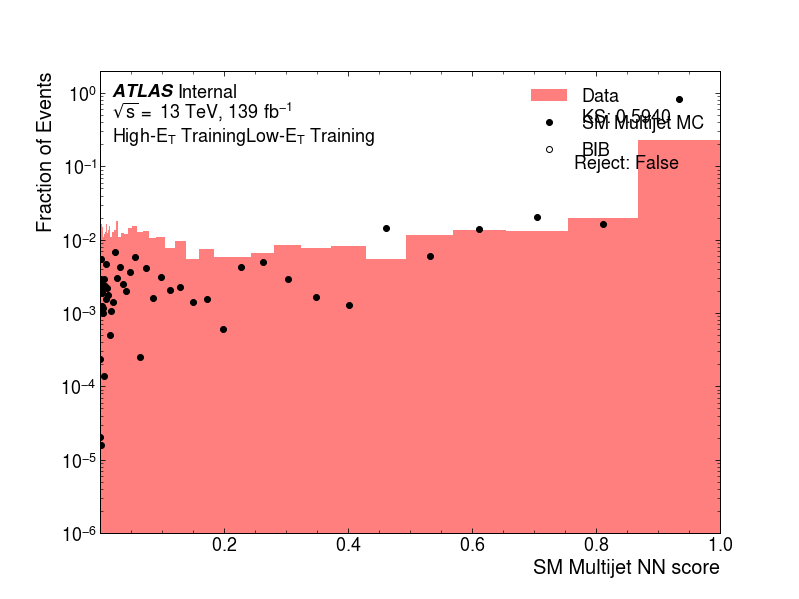 Fraction of Events
ATLAS Internal
√s = 13 TeV, 139 fb⁻¹
High-E_T TrainingLow-E_T Training
Data
KS: 0.5940
SM Multijet MC
BIB
Reject: False
10⁰
10⁻¹
10⁻²
10⁻³
10⁻⁴
10⁻⁵
10⁻⁶
0.2 0.4 0.6 0.8 1.0
SM Multijet NN score